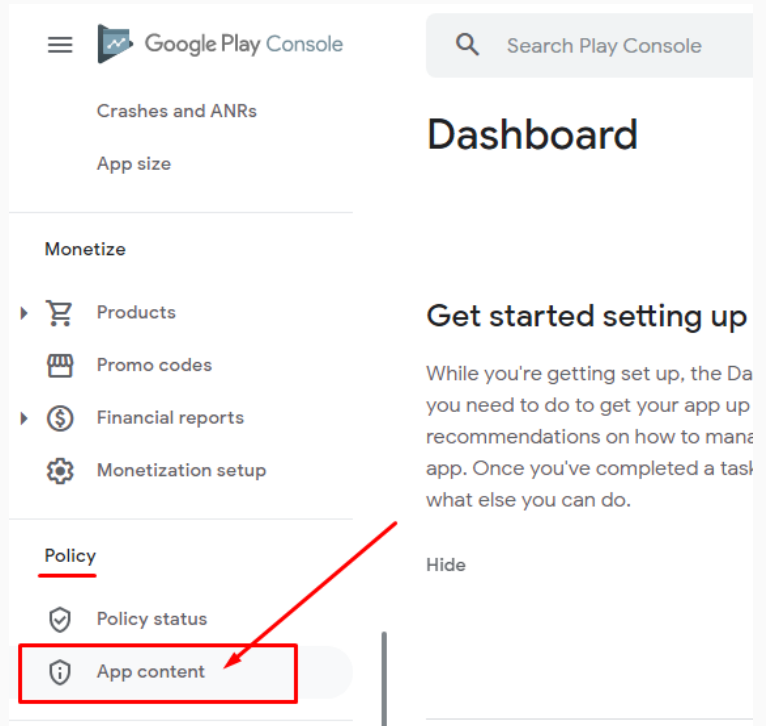 Google Play Console
Search Play Console
Crashes and ANRs
App size
Monetize
Products
Promo codes
Financial reports
Monetization setup
Policy
Policy status
App content
Dashboard
Get started setting up
While you're getting set up, the Da
you need to do to get your app up
recommendations on how to mana
app. Once you've completed a task
what else you can do.
Hide